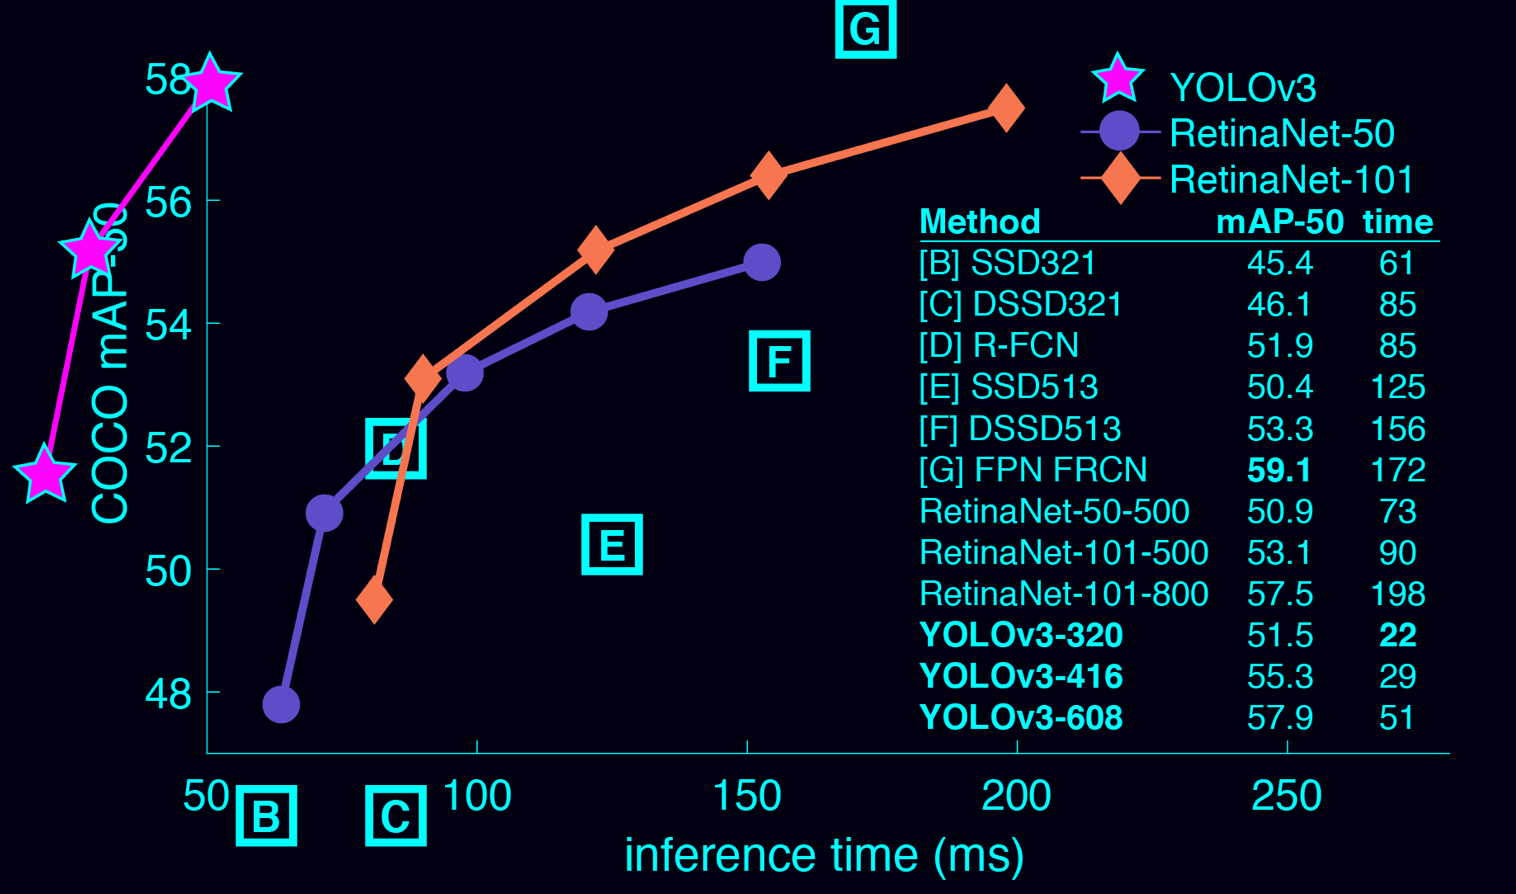 G
58
56
54
52
50
48
COCO mAP-50
D
E
F
YOLOv3
RetinaNet-50
RetinaNet-101
Method mAP-50 time
[B] SSD321 45.4 61
[C] DSSD321 46.1 85
[D] R-FCN 51.9 85
[E] SSD513 50.4 125
[F] DSSD513 53.3 156
[G] FPN FRCN 59.1 172
RetinaNet-50-500 50.9 73
RetinaNet-101-500 53.1 90
RetinaNet-101-800 57.5 198
YOLOv3-320 51.5 22
YOLOv3-416 55.3 29
YOLOv3-608 57.9 51
50 100 150 200 250
B C
inference time (ms)